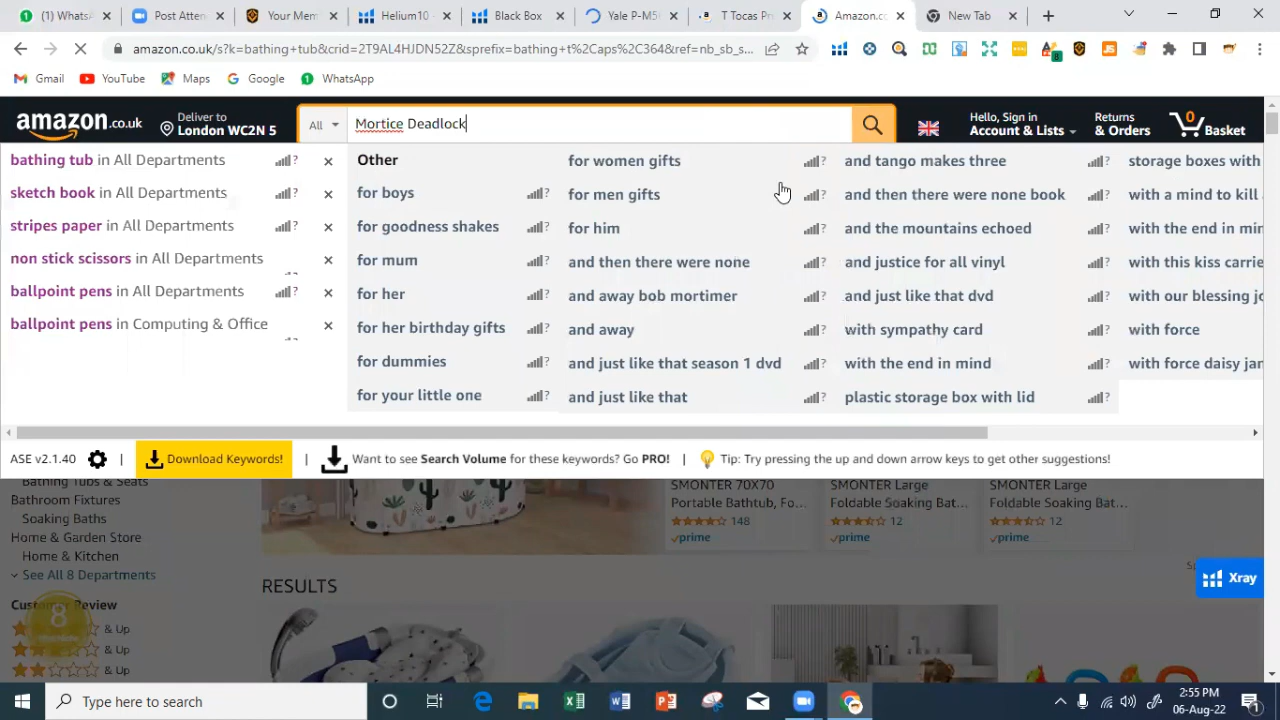 (1) WhatsApp
Post Atten
Your Mem
Helium10 -
Black Box
Yale P-M5
T Tocas Pr
Amazon.c
New Tab
amazon.co.uk/s?k=bathing+tub&crid=2T9AL4HJDN52Z&sprefix=bathing+t%2Caps%2C364&ref=nb_sb_s...
Gmail
YouTube
Maps
Google
WhatsApp
amazon.co.uk
Deliver to
London WC2N 5
All
Mortice Deadlock
Hello, Sign in
Account & Lists
Returns
& Orders
0
Basket
bathing tub in All Departments
sketch book in All Departments
stripes paper in All Departments
non stick scissors in All Departments
ballpoint pens in All Departments
ballpoint pens in Computing & Office
Other
for boys
for goodness shakes
for mum
for her
for her birthday gifts
for dummies
for your little one
for women gifts
for men gifts
for him
and then there were none
and away bob mortimer
and away
and just like that season 1 dvd
and just like that
and tango makes three
and then there were none book
and the mountains echoed
and justice for all vinyl
and just like that dvd
with sympathy card
with the end in mind
plastic storage box with lid
storage boxes with
with a mind to kill
with the end in min
with this kiss carrie
with our blessing jo
with force
with force daisy jan
ASE v2.1.40 | Download Keywords! | Want to see Search Volume for these keywords? Go PRO! | Tip: Try pressing the up and down arrow keys to get other suggestions!
Bathing Tubs & Seats
Bathroom Fixtures
Soaking Baths
Home & Garden Store
Home & Kitchen
See All 8 Departments
Customer Review
& Up
& Up
& Up
8
SMONTER 70X70
Portable Bathtub, Fo...
148
prime
SMONTER Large
Foldable Soaking Bat...
12
prime
SMONTER Large
Foldable Soaking Bat...
12
prime
RESULTS
Xray
Type here to search
2:55 PM
06-Aug-22